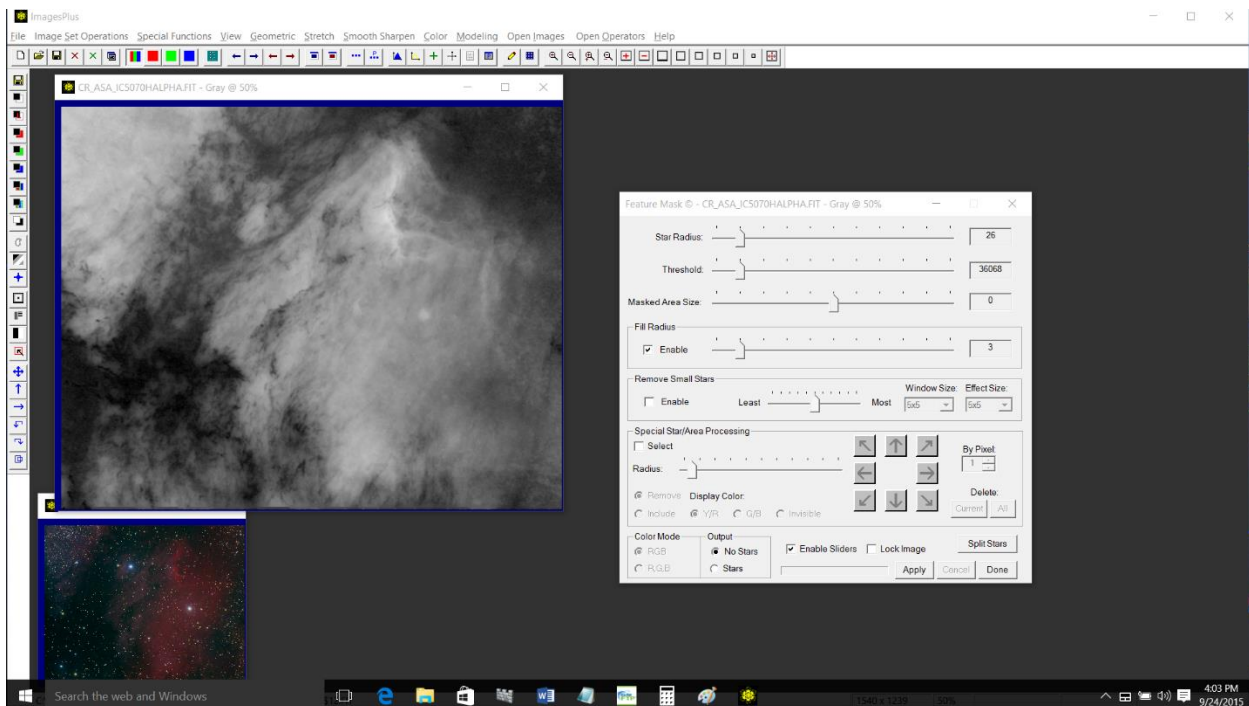 ImagesPlus
File Image Set Operations Special Functions View Geometric Stretch Smooth Sharpen Color Modeling Open Images Open Operators Help
CR_ASA_IC5070HALPHA.FIT - Gray @ 50%
Feature Mask © - CR_ASA_IC5070HALPHA.FIT - Gray @ 50%
Star Radius: 26
Threshold: 36068
Masked Area Size: 0
Fill Radius
Enable 3
Remove Small Stars
Window Size: Effect Size:
Enable Least Most 5x5 5x5
Special Star/Area Processing
Select
By Pixel:
Radius: 1
Remove Display Color: Delete:
Include Y/R G/B Invisible Current All
Color Mode Output
RGB No Stars Enable Sliders Lock Image Split Stars
R,G,B Stars Apply Cancel Done
Search the web and Windows
1540 x 1239 50%
4:03 PM
9/24/2015